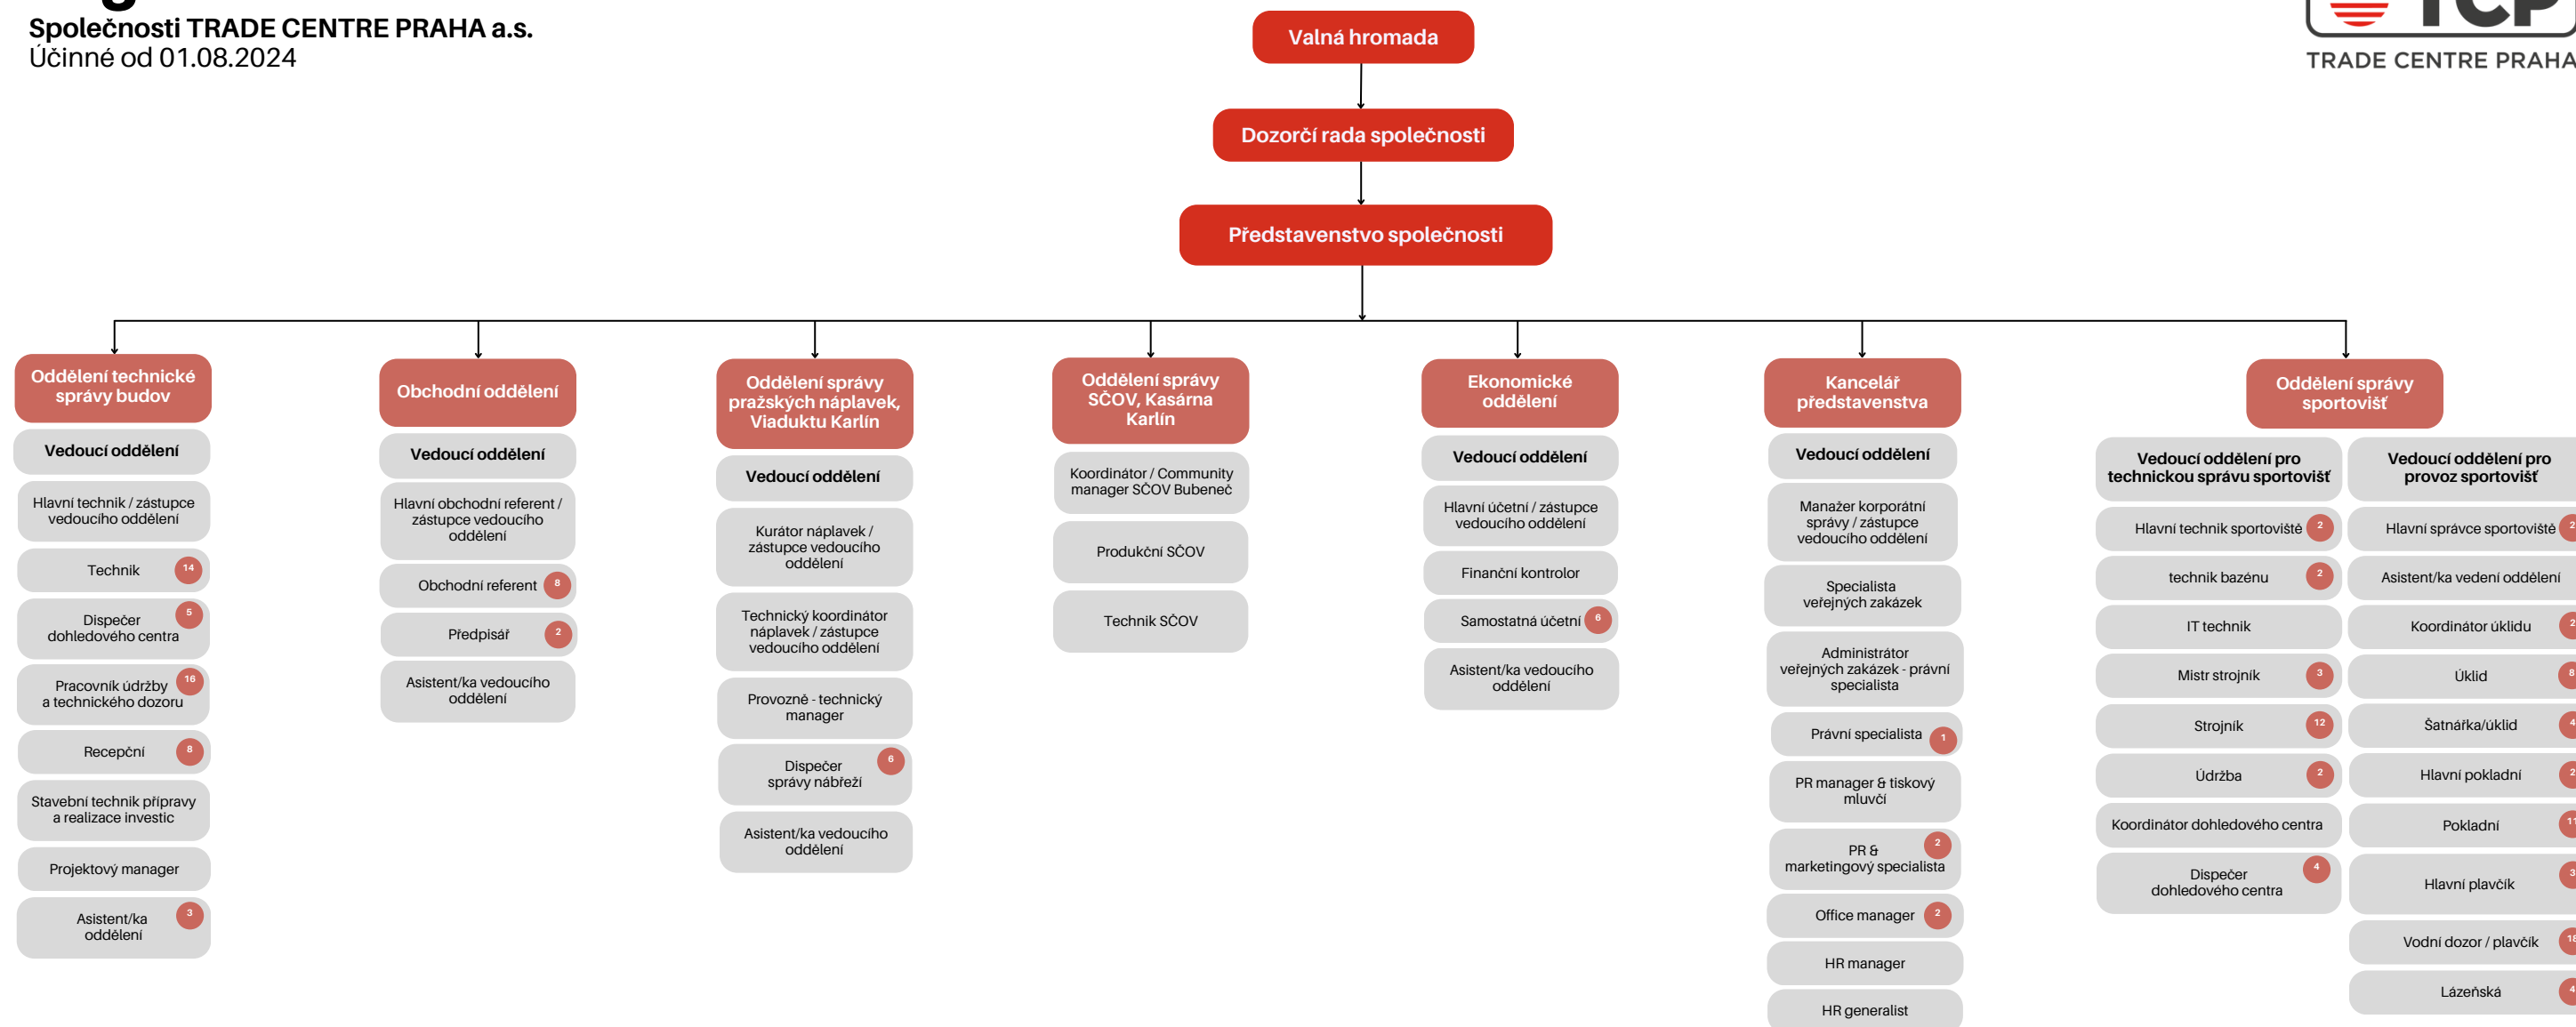 Společnosti TRADE CENTRE PRAHA a.s.
Účinné od 01.08.2024
TCP
TRADE CENTRE PRAHA
Valná hromada
Dozorčí rada společnosti
Představenstvo společnosti
Oddělení technické
správy budov
Vedoucí oddělení
Hlavní technik / zástupce
vedoucího oddělení
Technik 14
Dispečer 5
dohledového centra
Pracovník údržby 16
a technického dozoru
Recepční 8
Stavební technik přípravy
a realizace investic
Projektový manager
Asistent/ka 3
oddělení
Obchodní oddělení
Vedoucí oddělení
Hlavní obchodní referent /
zástupce vedoucího
oddělení
Obchodní referent 8
Předpisář 2
Asistent/ka vedoucího
oddělení
Oddělení správy
pražských náplavek,
Viaduktu Karlín
Vedoucí oddělení
Kurátor náplavek /
zástupce vedoucího
oddělení
Technický koordinátor
náplavek / zástupce
vedoucího oddělení
Provozně - technický
manager
Dispečer 6
správy nábřeží
Asistent/ka vedoucího
oddělení
Oddělení správy
SČOV, Kasárna
Karlín
Koordinátor / Community
manager SČOV Bubeneč
Produkční SČOV
Technik SČOV
Ekonomické
oddělení
Vedoucí oddělení
Hlavní účetní / zástupce
vedoucího oddělení
Finanční kontrolor
Samostatná účetní 6
Asistent/ka vedoucího
oddělení
Kancelář
představenstva
Vedoucí oddělení
Manažer korporátní
správy / zástupce
vedoucího oddělení
Specialista
veřejných zakázek
Administrátor
veřejných zakázek - právní
specialista
Právní specialista 1
PR manager & tiskový
mluvčí
PR & 2
marketingový specialista
Office manager 2
HR manager
HR generalist
Oddělení správy
sportovišť
Vedoucí oddělení pro
technickou správu sportovišť
Hlavní technik sportoviště 2
technik bazénu 2
IT technik
Mistr strojník 3
Strojník 12
Údržba 2
Koordinátor dohledového centra
Dispečer 4
dohledového centra
Vedoucí oddělení pro
provoz sportovišť
Hlavní správce sportoviště 2
Asistent/ka vedení oddělení
Koordinátor úklidu 2
Úklid 8
Šatnářka/úklid 4
Hlavní pokladní 2
Pokladní 11
Hlavní plavčík 3
Vodní dozor / plavčík 18
Lázeňská 4